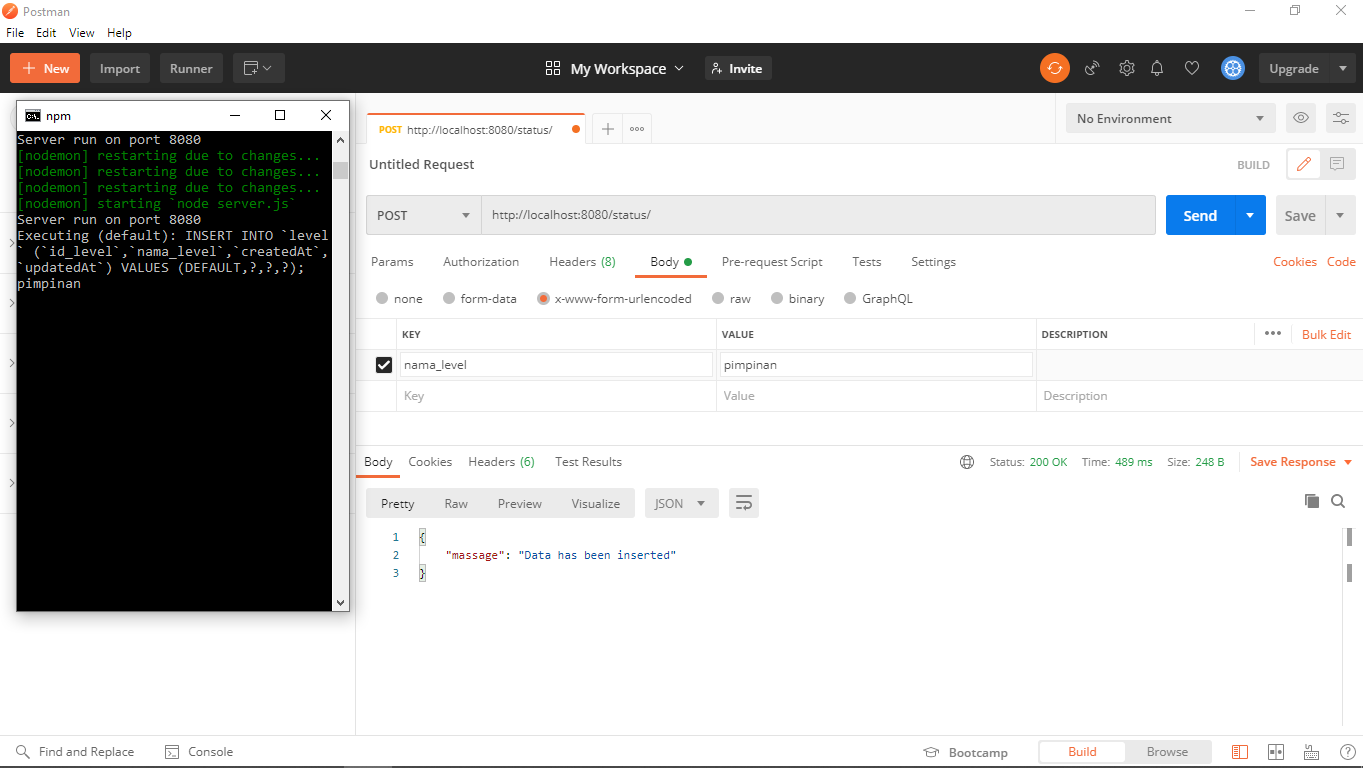 Postman
File Edit View Help
New Import Runner My Workspace Invite Upgrade
npm
Server run on port 8080
[nodemon] restarting due to changes...
[nodemon] restarting due to changes...
[nodemon] restarting due to changes...
[nodemon] starting `node server.js`
Server run on port 8080
Executing (default): INSERT INTO `level
` (`id_level`,`nama_level`,`createdAt`,
`updatedAt`) VALUES (DEFAULT,?,?,?);
pimpinan
POST http://localhost:8080/status/
No Environment
Untitled Request BUILD
POST http://localhost:8080/status/ Send Save
Params Authorization Headers (8) Body Pre-request Script Tests Settings Cookies Code
none form-data x-www-form-urlencoded raw binary GraphQL
KEY VALUE DESCRIPTION Bulk Edit
nama_level pimpinan
Key Value Description
Body Cookies Headers (6) Test Results Status: 200 OK Time: 489 ms Size: 248 B Save Response
Pretty Raw Preview Visualize JSON
1 {
2 "massage": "Data has been inserted"
3 }
Find and Replace Console Bootcamp Build Browse